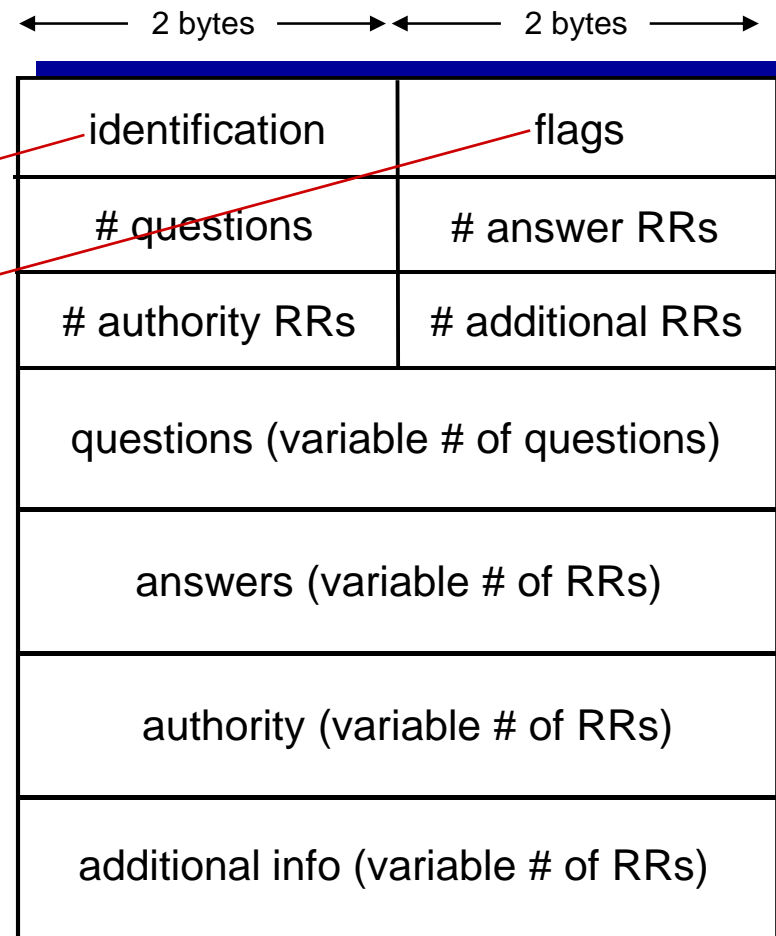 2 bytes 2 bytes
identification flags
# questions # answer RRs
# authority RRs # additional RRs
questions (variable # of questions)
answers (variable # of RRs)
authority (variable # of RRs)
additional info (variable # of RRs)